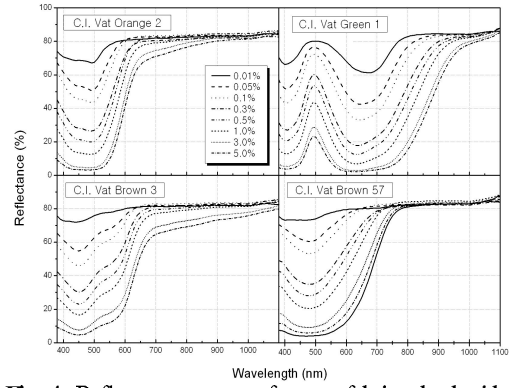 C.I. Vat Orange 2
C.I. Vat Green 1
100
80
60
40
20
0
0.01%
0.05%
0.1%
0.3%
0.5%
1.0%
3.0%
5.0%
Reflectance (%)
C.I. Vat Brown 3
C.I. Vat Brown 57
80
60
40
20
0
400 500 600 700 800 900 1000
400 500 600 700 800 900 1000 1100
Wavelength (nm)